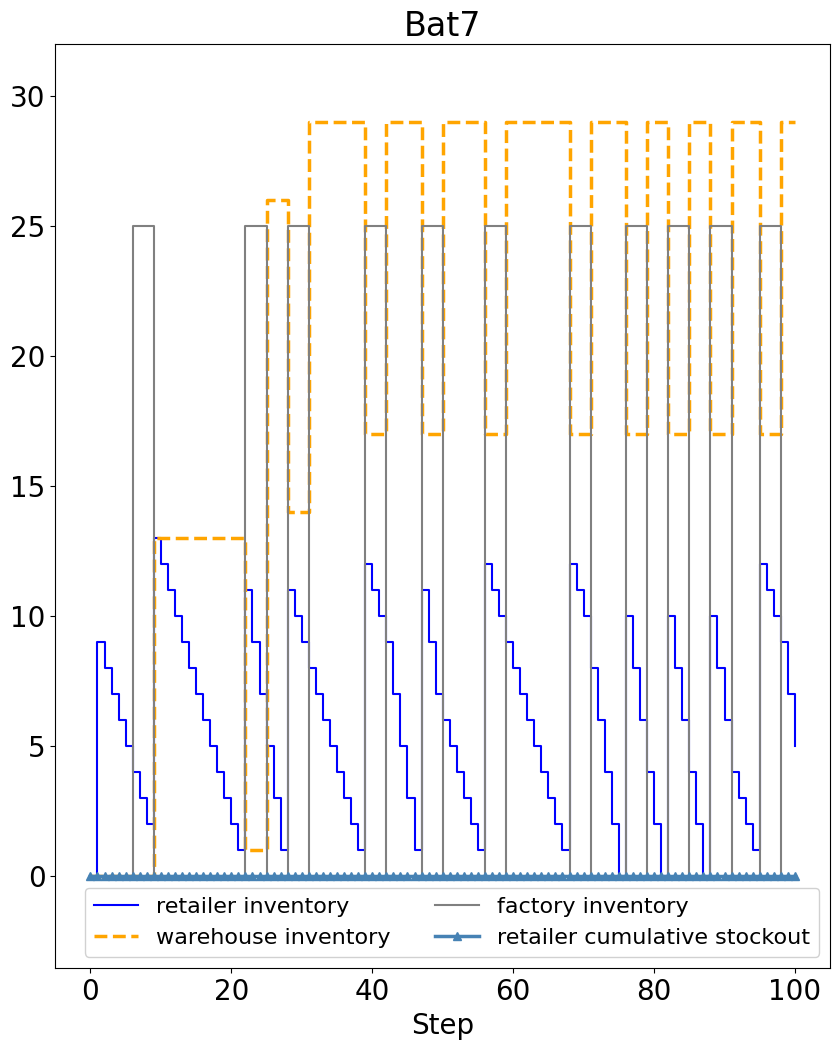 Bat7
30
25
20
15
10
5
0
retailer inventory
warehouse inventory
factory inventory
retailer cumulative stockout
0 20 40 60 80 100
Step